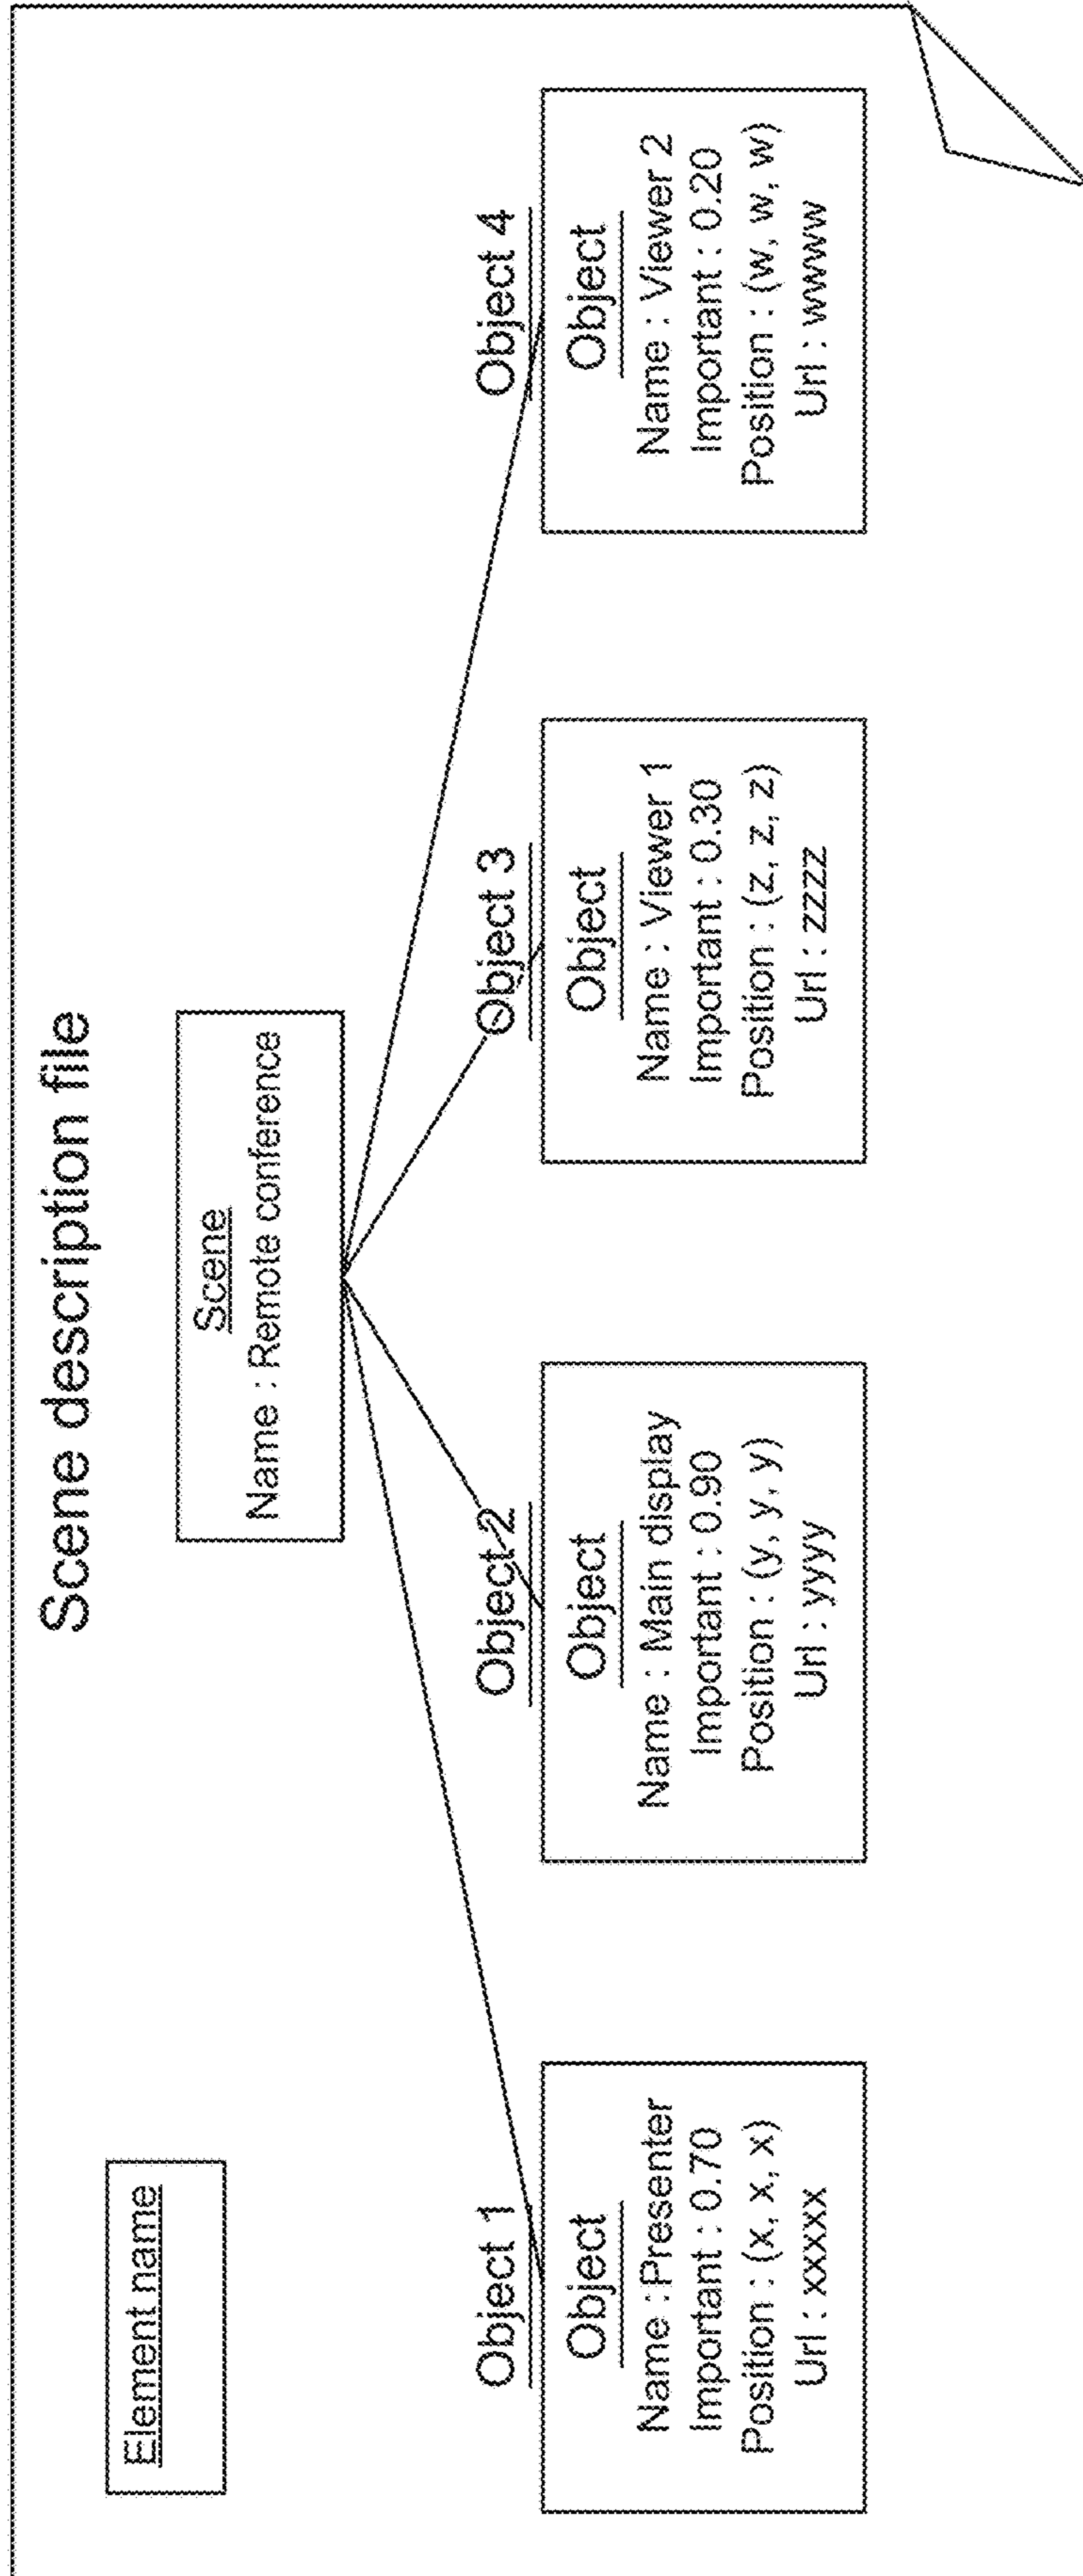 Scene description file
Element name
Scene
Name : Remote conference
Object 1
Object
Name : Presenter
Important : 0.70
Position : (x, x, x)
Url : xxxxx
Object 2
Object
Name : Main display
Important : 0.90
Position : (y, y, y)
Url : yyyy
Object 3
Object
Name : Viewer 1
Important : 0.30
Position : (z, z, z)
Url : zzzz
Object 4
Object
Name : Viewer 2
Important : 0.20
Position : (w, w, w)
Url : wwww